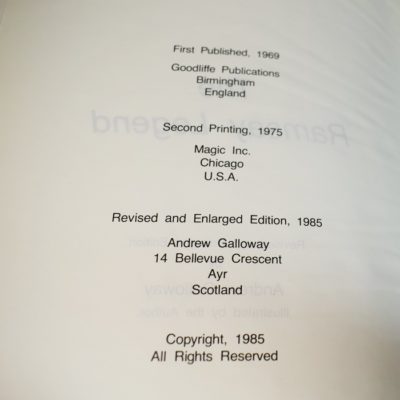 First Published, 1969
Goodliffe Publications
Birmingham
England
Second Printing, 1975
Magic Inc.
Chicago
U.S.A.
Revised and Enlarged Edition, 1985
Andrew Galloway
14 Bellevue Crescent
Ayr
Scotland
Copyright, 1985
All Rights Reserved